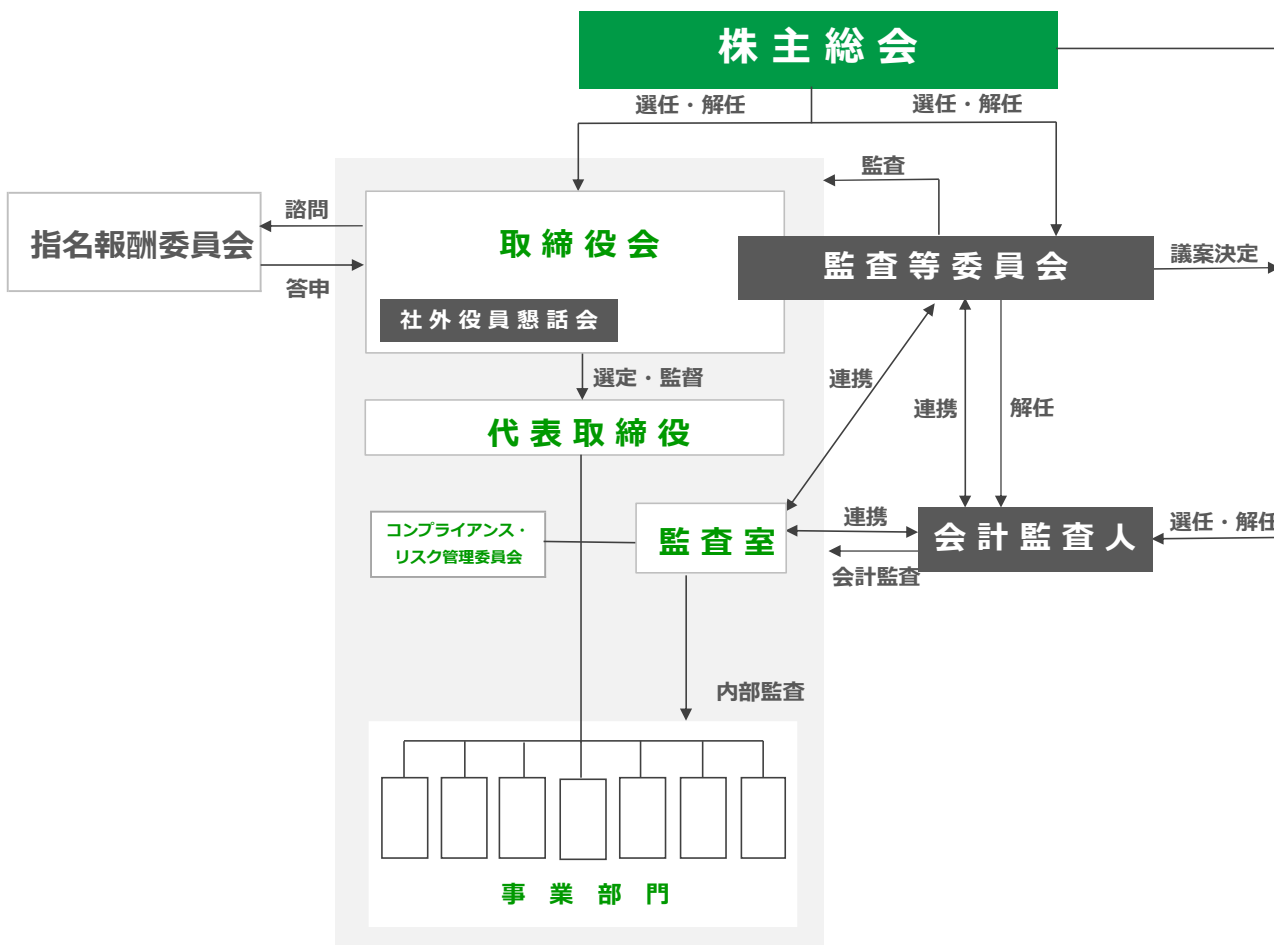 株主総会
選任・解任
選任・解任
監査
諮問
指名報酬委員会
取締役会
監査等委員会
議案決定
答申
社外役員懇話会
選定・監督
連携
連携
解任
代表取締役
コンプライアンス・
リスク管理委員会
監査室
連携
会計監査人
選任・解任
会計監査
内部監査
事業部門